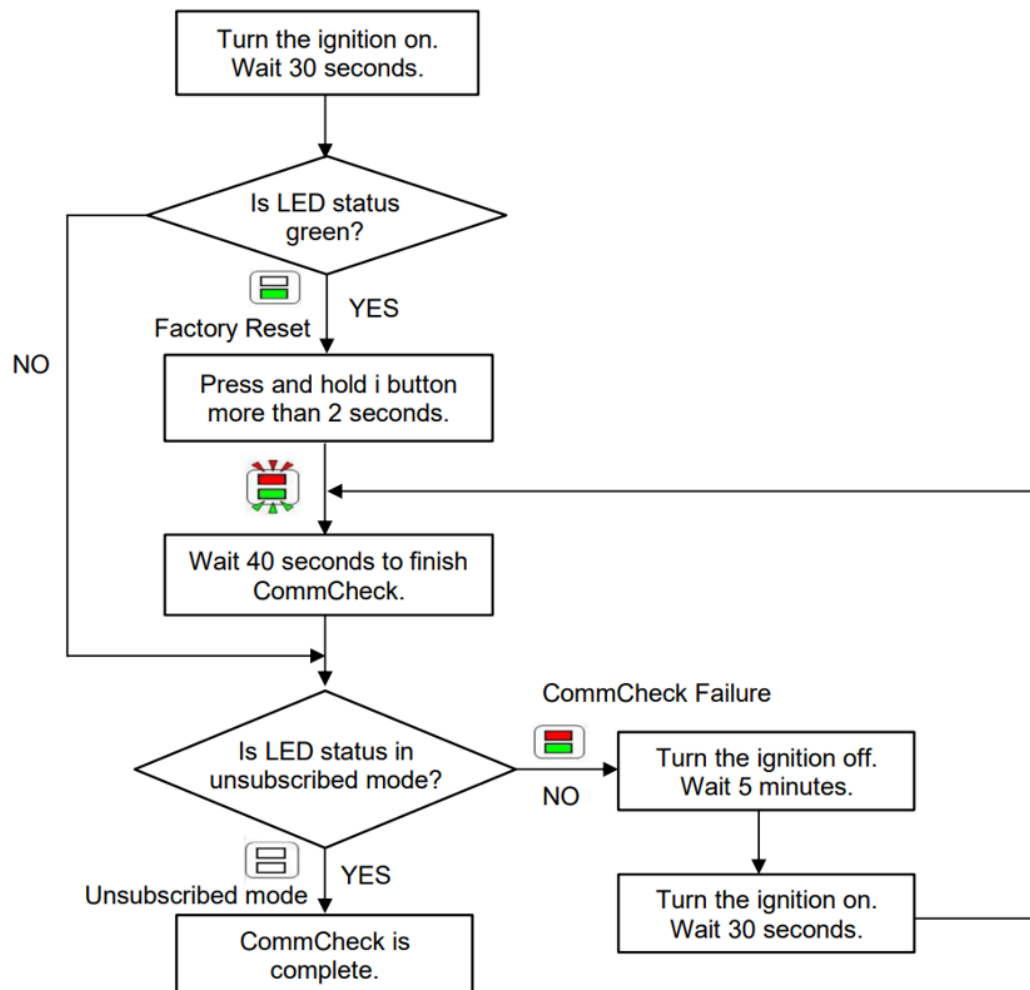 Turn the ignition on.
Wait 30 seconds.
Is LED status
green?
YES
Factory Reset
NO
Press and hold i button
more than 2 seconds.
Wait 40 seconds to finish
CommCheck.
CommCheck Failure
Is LED status in
unsubscribed mode?
NO
Turn the ignition off.
Wait 5 minutes.
YES
Unsubscribed mode
Turn the ignition on.
Wait 30 seconds.
CommCheck is
complete.